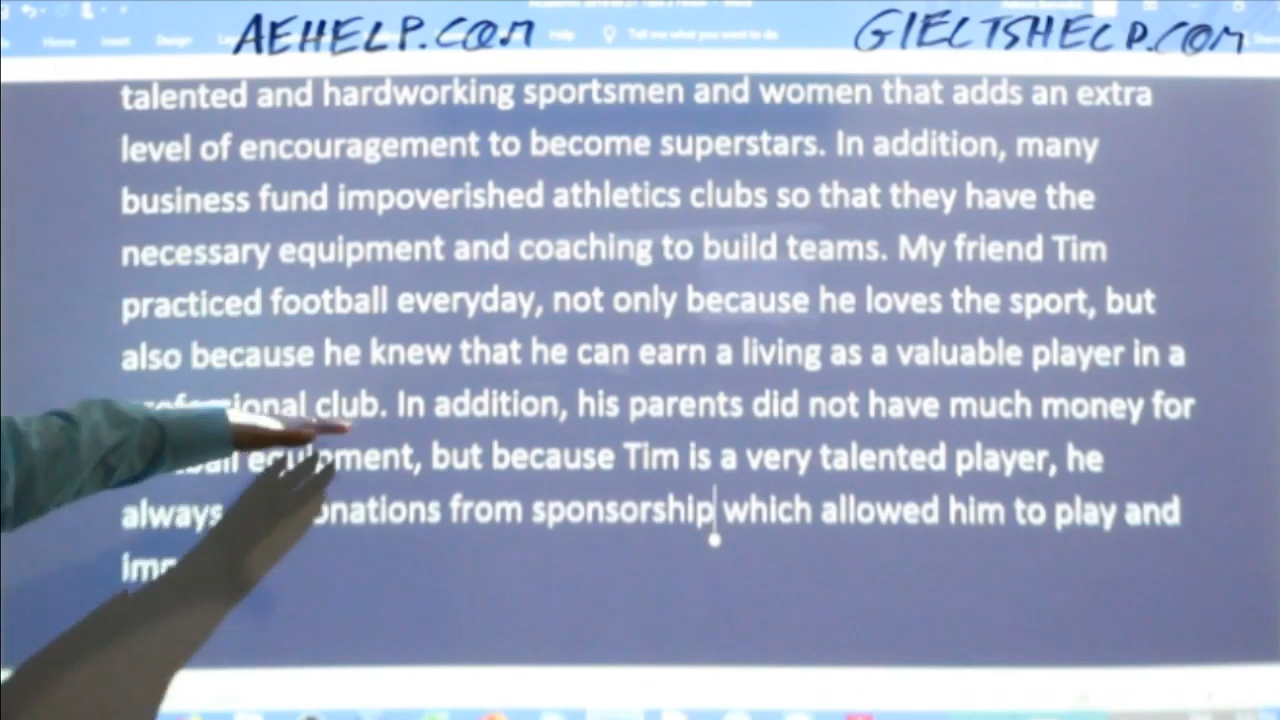 AEHELP.COM GIELTSHELP.COM
Home Insert Design Help Tell me what you want to do
talented and hardworking sportsmen and women that adds an extra
level of encouragement to become superstars. In addition, many
business fund impoverished athletics clubs so that they have the
necessary equipment and coaching to build teams. My friend Tim
practiced football everyday, not only because he loves the sport, but
also because he knew that he can earn a living as a valuable player in a
professional club. In addition, his parents did not have much money for
equipment, but because Tim is a very talented player, he
always donations from sponsorship which allowed him to play and